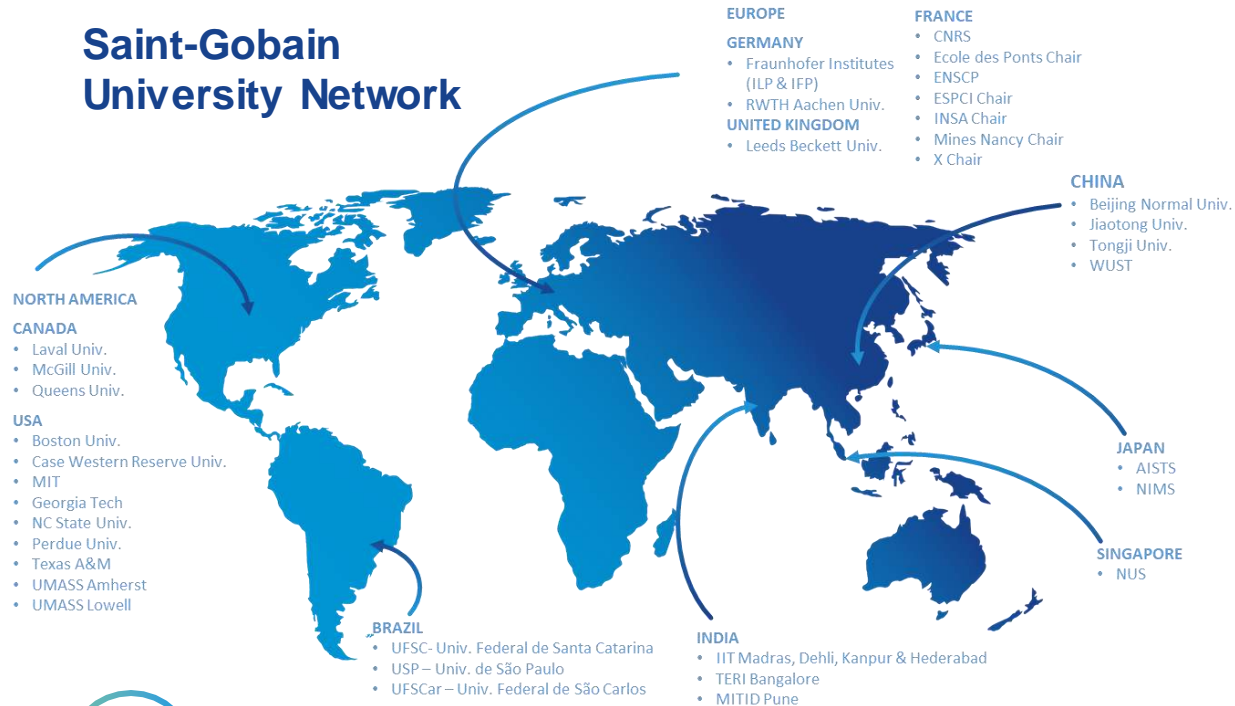 Saint-Gobain
University Network
EUROPE
GERMANY
• Fraunhofer Institutes
(ILP & IFP)
• RWTH Aachen Univ.
UNITED KINGDOM
• Leeds Beckett Univ.
FRANCE
• CNRS
• Ecole des Ponts Chair
• ENSCP
• ESPCI Chair
• INSA Chair
• Mines Nancy Chair
• X Chair
CHINA
• Beijing Normal Univ.
• Jiaotong Univ.
• Tongji Univ.
• WUST
NORTH AMERICA
CANADA
• Laval Univ.
• McGill Univ.
• Queens Univ.
USA
• Boston Univ.
• Case Western Reserve Univ.
• MIT
• Georgia Tech
• NC State Univ.
• Perdue Univ.
• Texas A&M
• UMASS Amherst
• UMASS Lowell
JAPAN
• AISTS
• NIMS
SINGAPORE
• NUS
BRAZIL
• UFSC- Univ. Federal de Santa Catarina
• USP – Univ. de São Paulo
• UFSCar – Univ. Federal de São Carlos
INDIA
• IIT Madras, Dehli, Kanpur & Hederabad
• TERI Bangalore
• MITID Pune